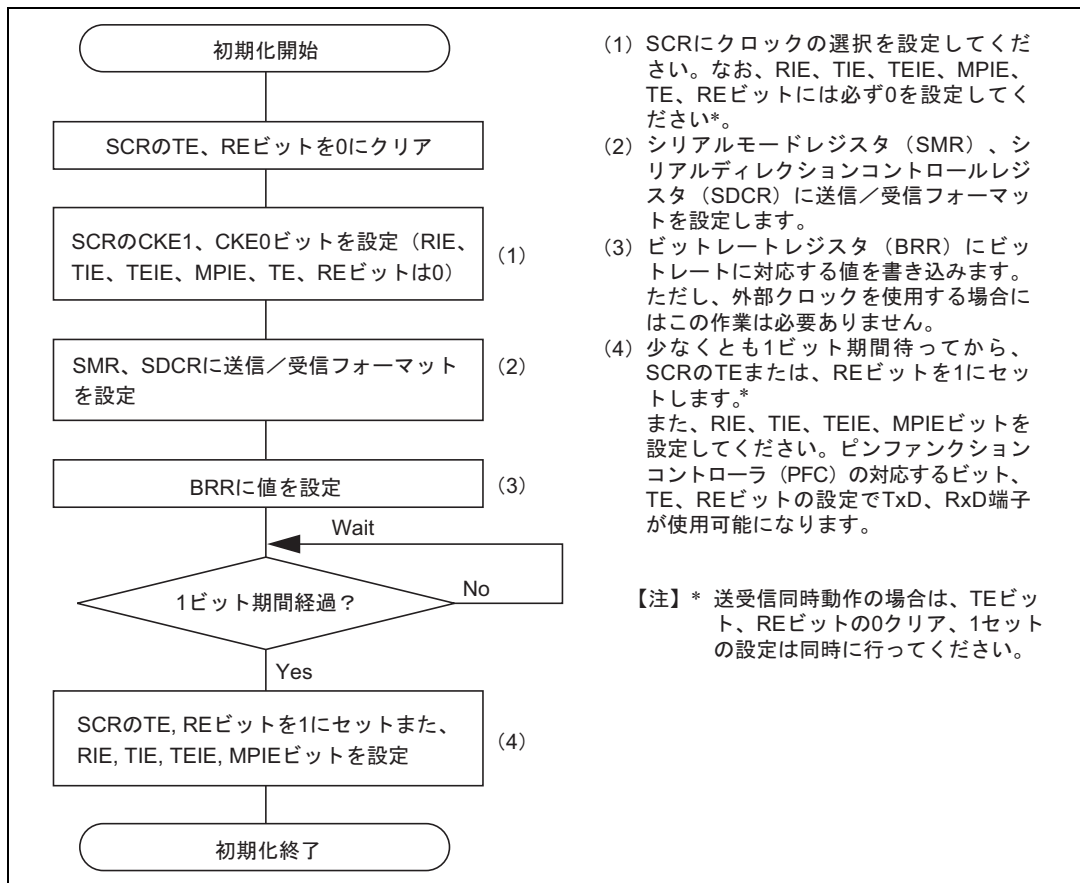 初期化開始
SCRのTE、REビットを0にクリア
SCRのCKE1、CKE0ビットを設定（RIE、
TIE、TEIE、MPIE、TE、REビットは0）
（1）
SMR、SDCRに送信／受信フォーマット
を設定
（2）
BRRに値を設定
（3）
Wait
1ビット期間経過？
No
Yes
SCRのTE, REビットを1にセットまた、
RIE, TIE, TEIE, MPIEビットを設定
（4）
初期化終了
（1）SCRにクロックの選択を設定してくだ
さい。なお、RIE、TIE、TEIE、MPIE、
TE、REビットには必ず0を設定してく
ださい*。
（2）シリアルモードレジスタ（SMR）、シ
リアルディレクションコントロールレジ
スタ（SDCR）に送信／受信フォーマッ
トを設定します。
（3）ビットレートレジスタ（BRR）にビッ
トレートに対応する値を書き込みます。
ただし、外部クロックを使用する場合に
はこの作業は必要ありません。
（4）少なくとも1ビット期間待ってから、
SCRのTEまたは、REビットを1にセッ
トします。*
また、RIE、TIE、TEIE、MPIEビットを
設定してください。ピンファンクション
コントローラ（PFC）の対応するビット、
TE、REビットの設定でTxD、RxD端子
が使用可能になります。
【注】* 送受信同時動作の場合は、TEビッ
ト、REビットの0クリア、1セット
の設定は同時に行ってください。